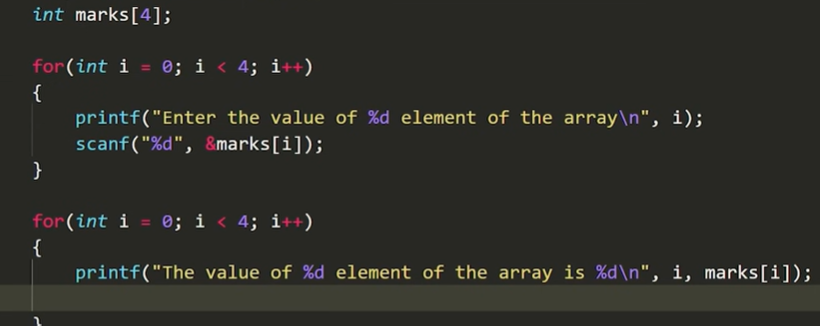 int marks[4];
for(int i = 0; i < 4; i++)
{
printf("Enter the value of %d element of the array\n", i);
scanf("%d", &marks[i]);
}
for(int i = 0; i < 4; i++)
{
printf("The value of %d element of the array is %d\n", i, marks[i]);
}